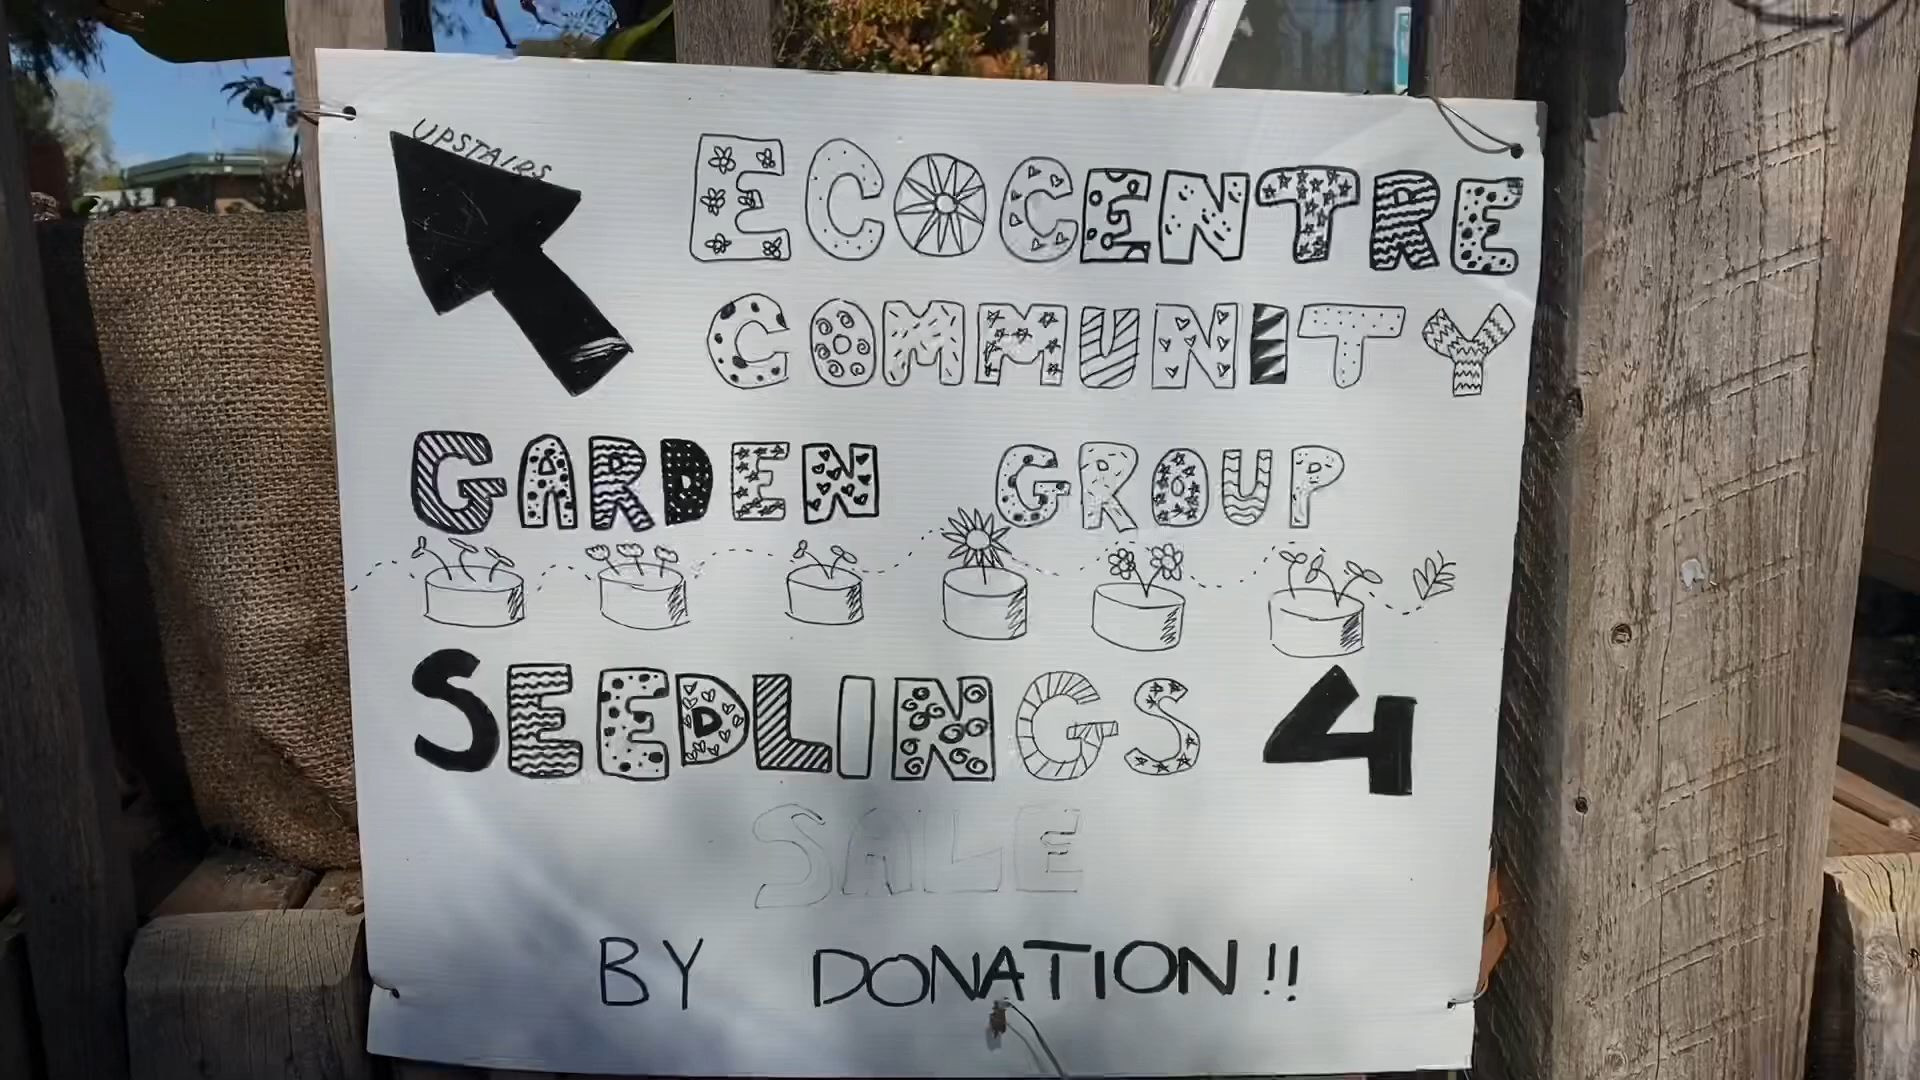 UPSTAIRS
ECOCENTRE
COMMUNITY
GARDEN GROUP
SEEDLINGS 4
SALE
BY DONATION!!